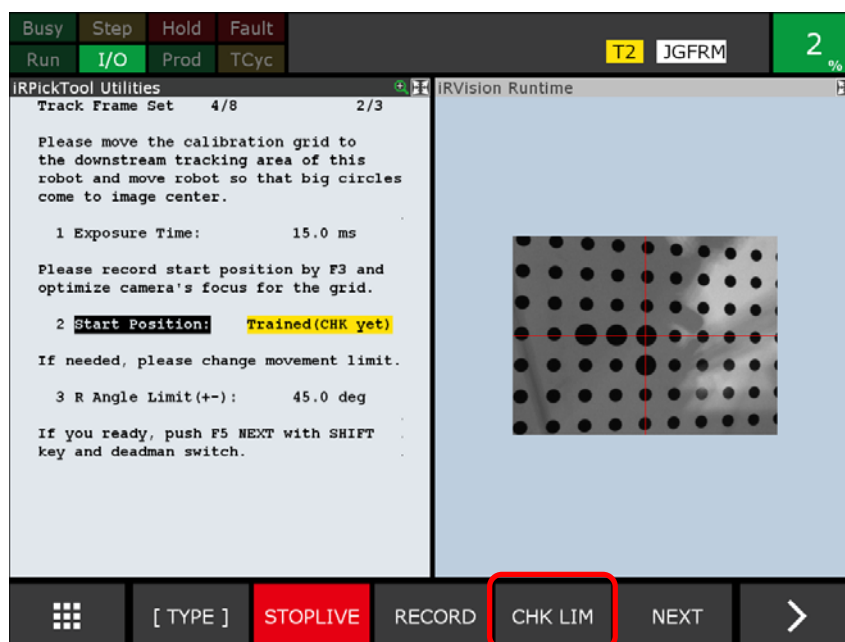 Busy Step Hold Fault
Run I/O Prod TCyc
T2 JGFRM
2 %
iRPickTool Utilities
iRVision Runtime
Track Frame Set 4/8 2/3
Please move the calibration grid to
the downstream tracking area of this
robot and move robot so that big circles
come to image center.
1 Exposure Time: 15.0 ms
Please record start position by F3 and
optimize camera's focus for the grid.
2 Start Position: Trained(CHK yet)
If needed, please change movement limit.
3 R Angle Limit(+-): 45.0 deg
If you ready, push F5 NEXT with SHIFT
key and deadman switch.
[ TYPE ] STOPLIVE RECORD CHK LIM NEXT >